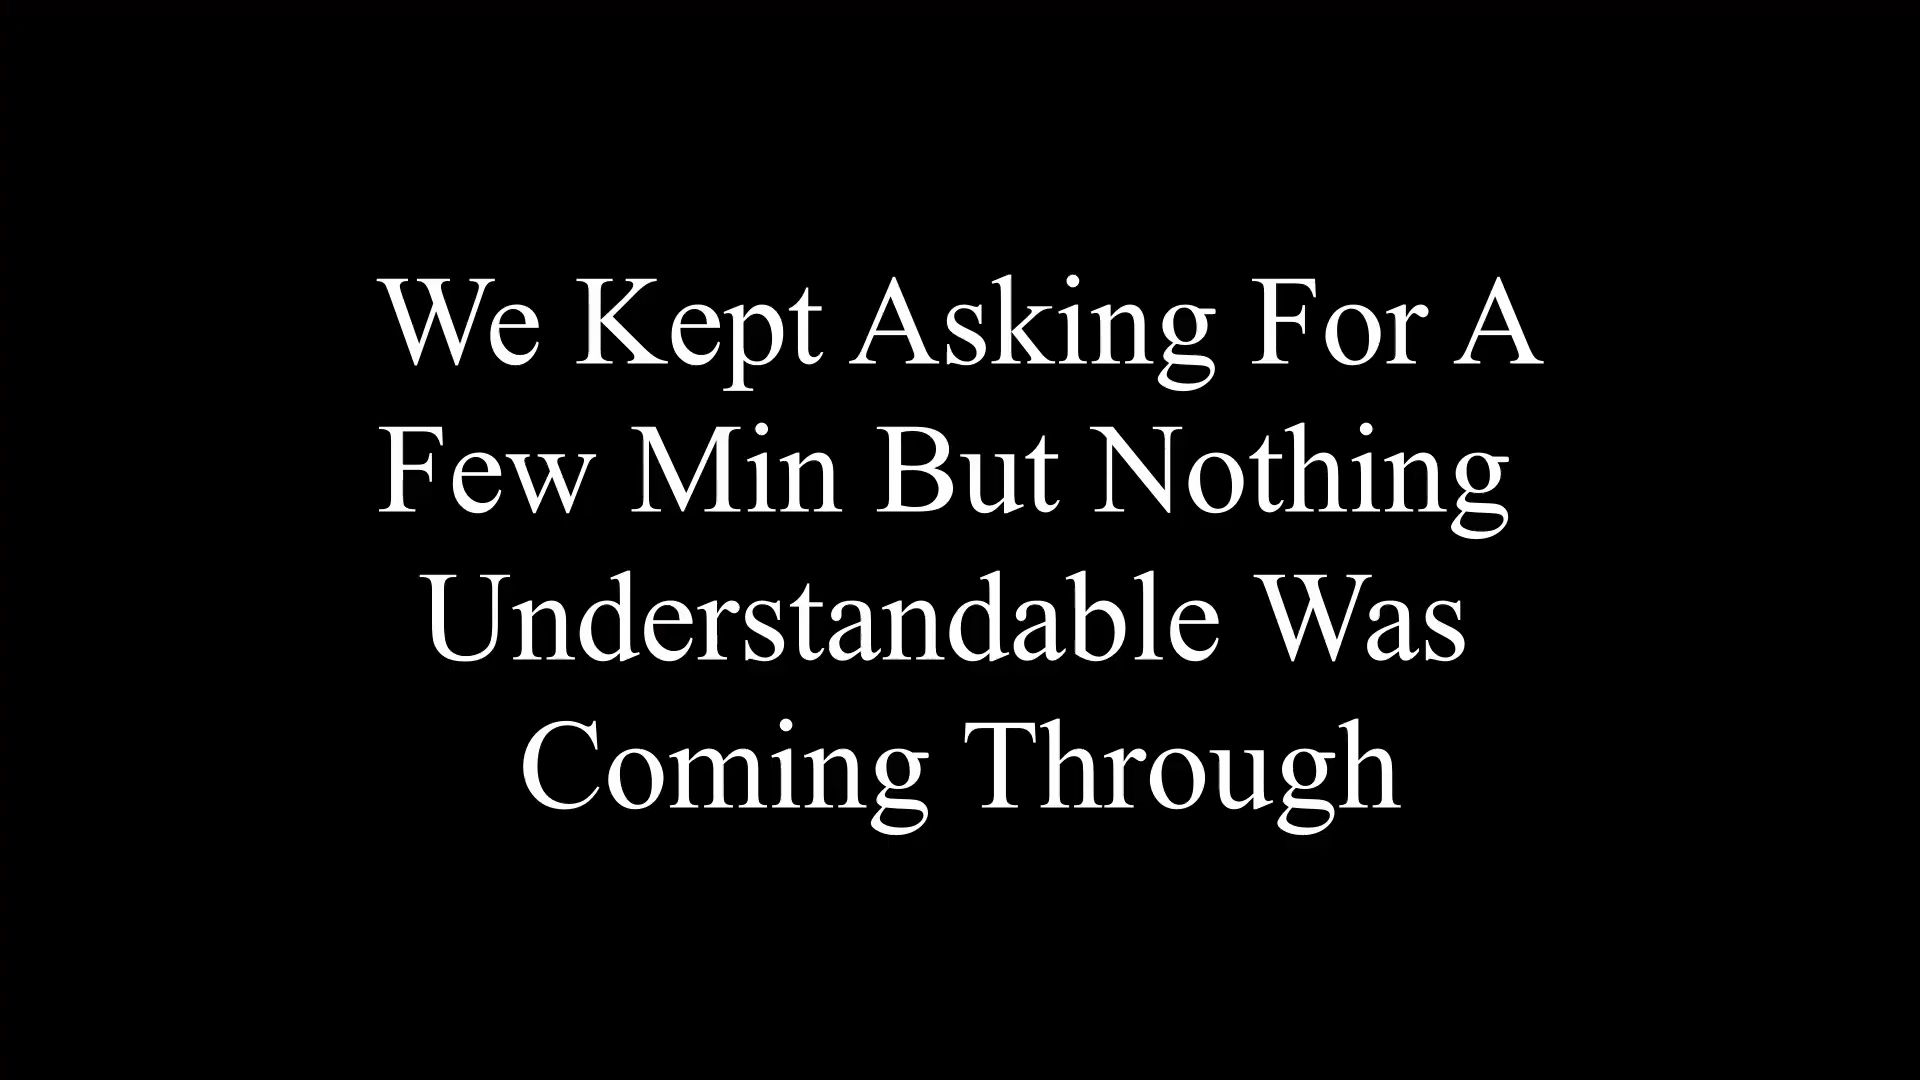 We Kept Asking For A
Few Min But Nothing
Understandable Was
Coming Through